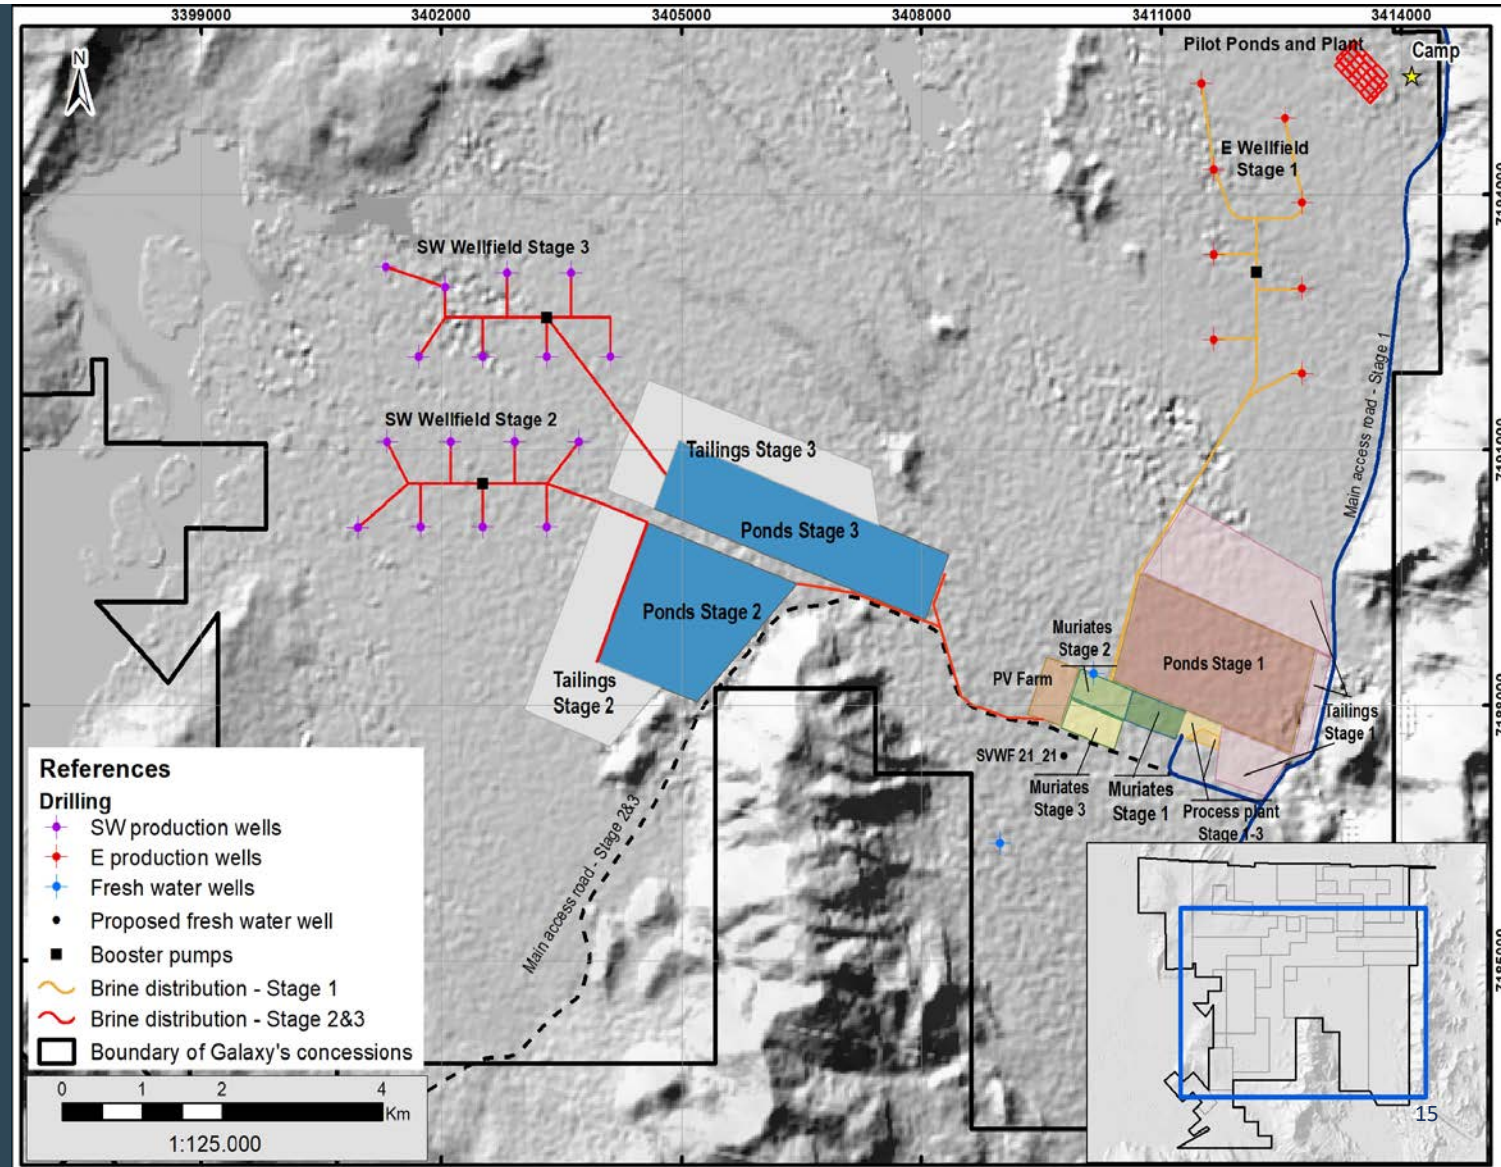 3399000
3402000
3405000
3408000
3411000
3414000
N
Pilot Ponds and Plant
Camp
E Wellfield
Stage 1
7194000
SW Wellfield Stage 3
Main access road - Stage 1
SW Wellfield Stage 2
7191000
Tailings Stage 3
Ponds Stage 3
Ponds Stage 2
Muriates
Stage 2
Ponds Stage 1
PV Farm
Tailings
Stage 2
7188000
Tailings
Stage 1
SVWF 21_21
Muriates
Stage 3
Muriates
Stage 1
Process plant
Stage 1-3
Main access road - Stage 2&3
7185000
References
Drilling
SW production wells
E production wells
Fresh water wells
Proposed fresh water well
Booster pumps
Brine distribution - Stage 1
Brine distribution - Stage 2&3
Boundary of Galaxy's concessions
0 1 2 4
Km
1:125.000
15